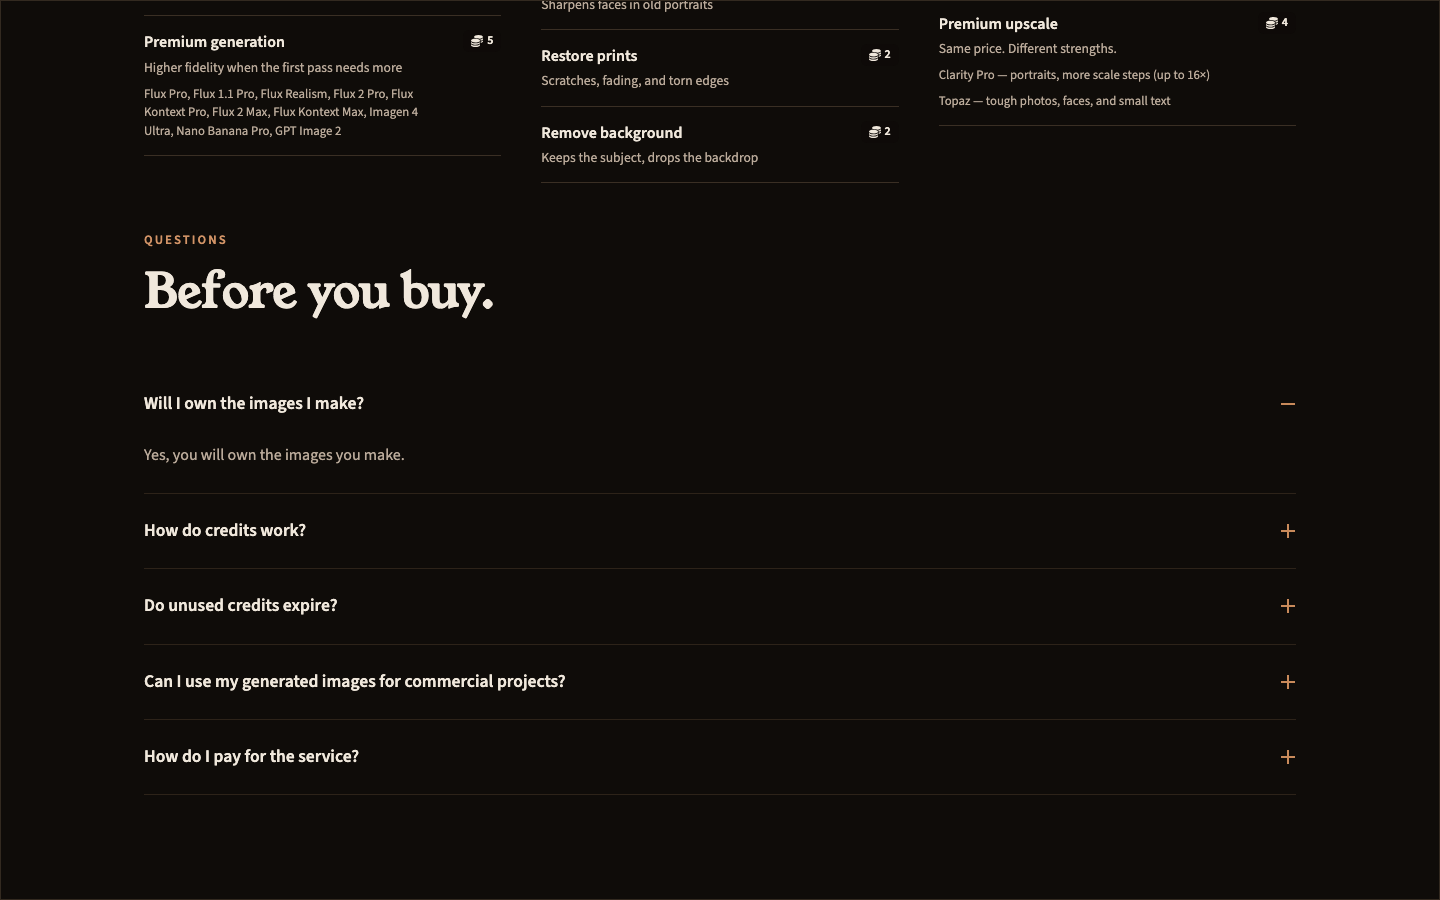 Premium generation
5
Higher fidelity when the first pass needs more
Flux Pro, Flux 1.1 Pro, Flux Realism, Flux 2 Pro, Flux
Kontext Pro, Flux 2 Max, Flux Kontext Max, Imagen 4
Ultra, Nano Banana Pro, GPT Image 2
Sharpens faces in old portraits
Restore prints
2
Scratches, fading, and torn edges
Remove background
2
Keeps the subject, drops the backdrop
Premium upscale
4
Same price. Different strengths.
Clarity Pro — portraits, more scale steps (up to 16×)
Topaz — tough photos, faces, and small text
QUESTIONS
Before you buy.
Will I own the images I make?
Yes, you will own the images you make.
How do credits work?
Do unused credits expire?
Can I use my generated images for commercial projects?
How do I pay for the service?